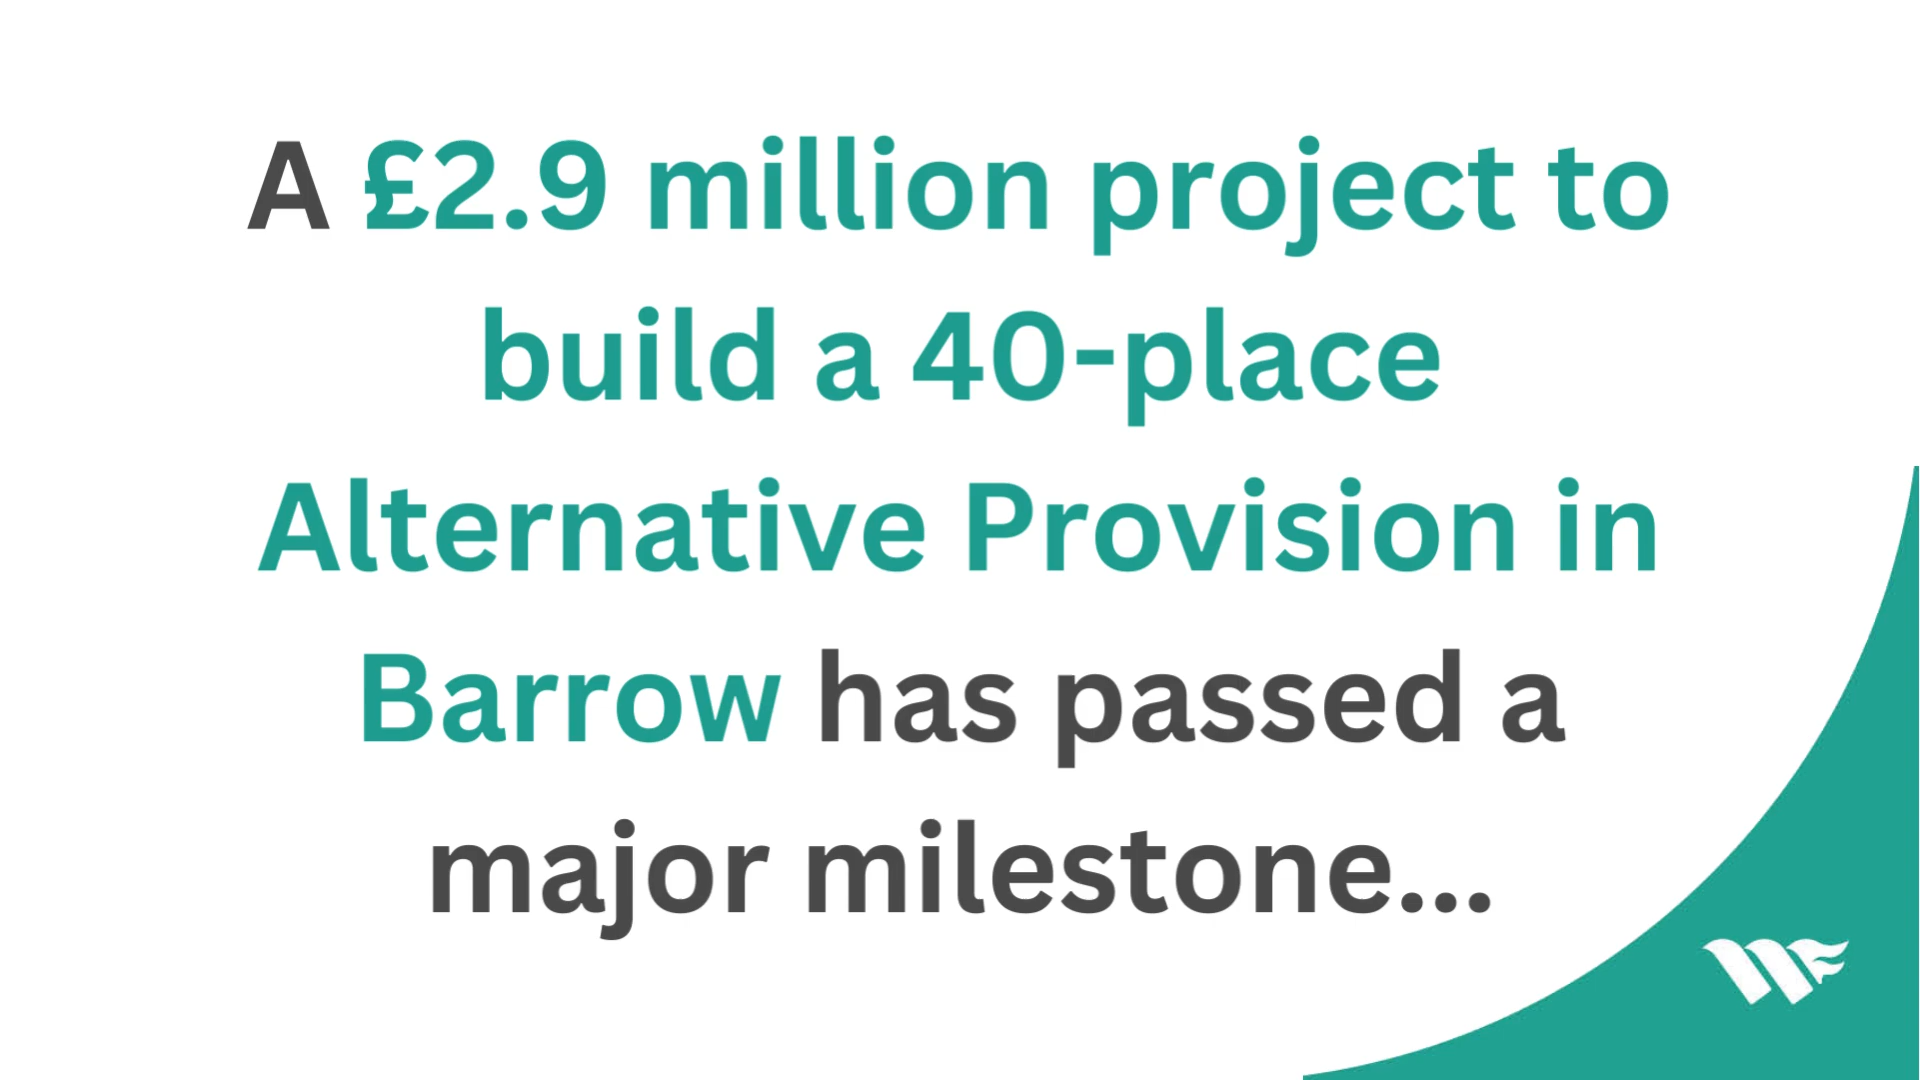 A £2.9 million project to
build a 40-place
Alternative Provision in
Barrow has passed a
major milestone...